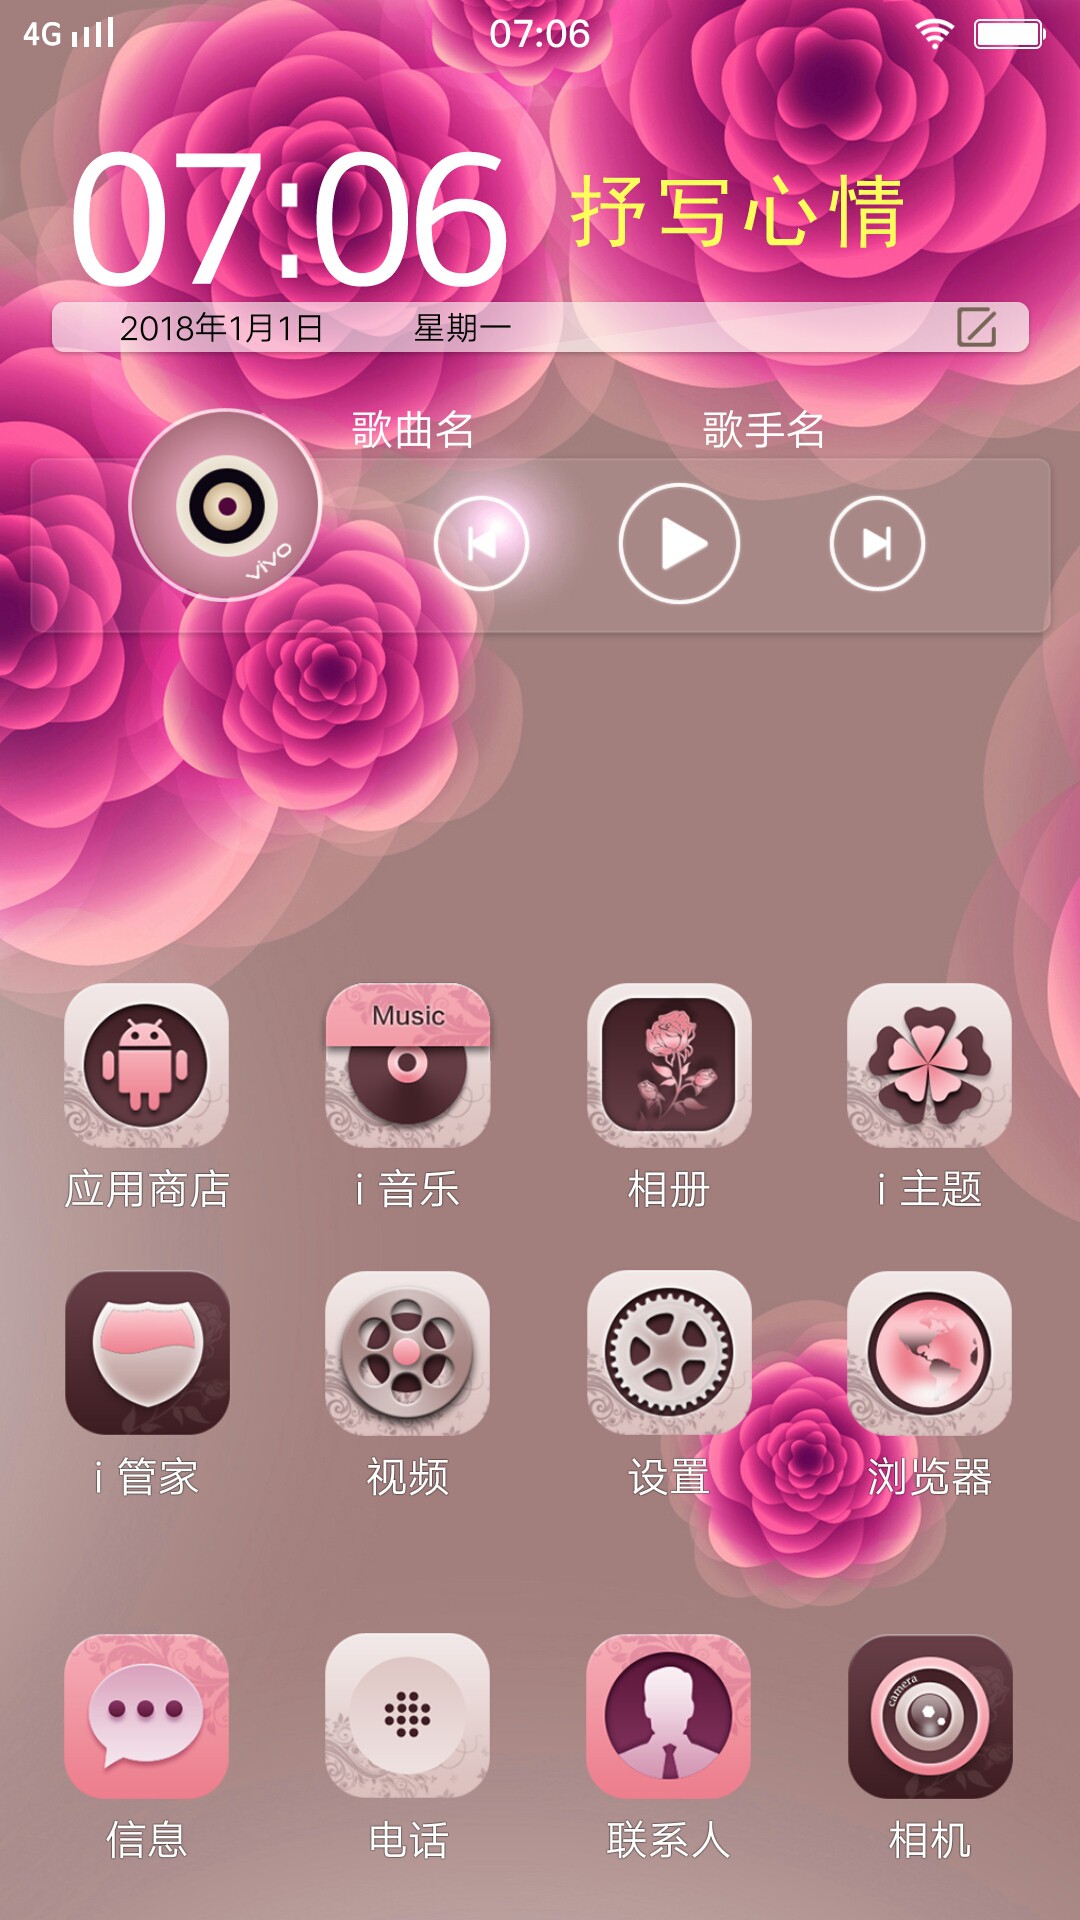 4G 07:06
07:06 抒写心情
2018年1月1日 星期一
歌曲名 歌手名
vivo
Music
应用商店 i 音乐 相册 i 主题
i 管家 视频 设置 浏览器
camera
信息 电话 联系人 相机